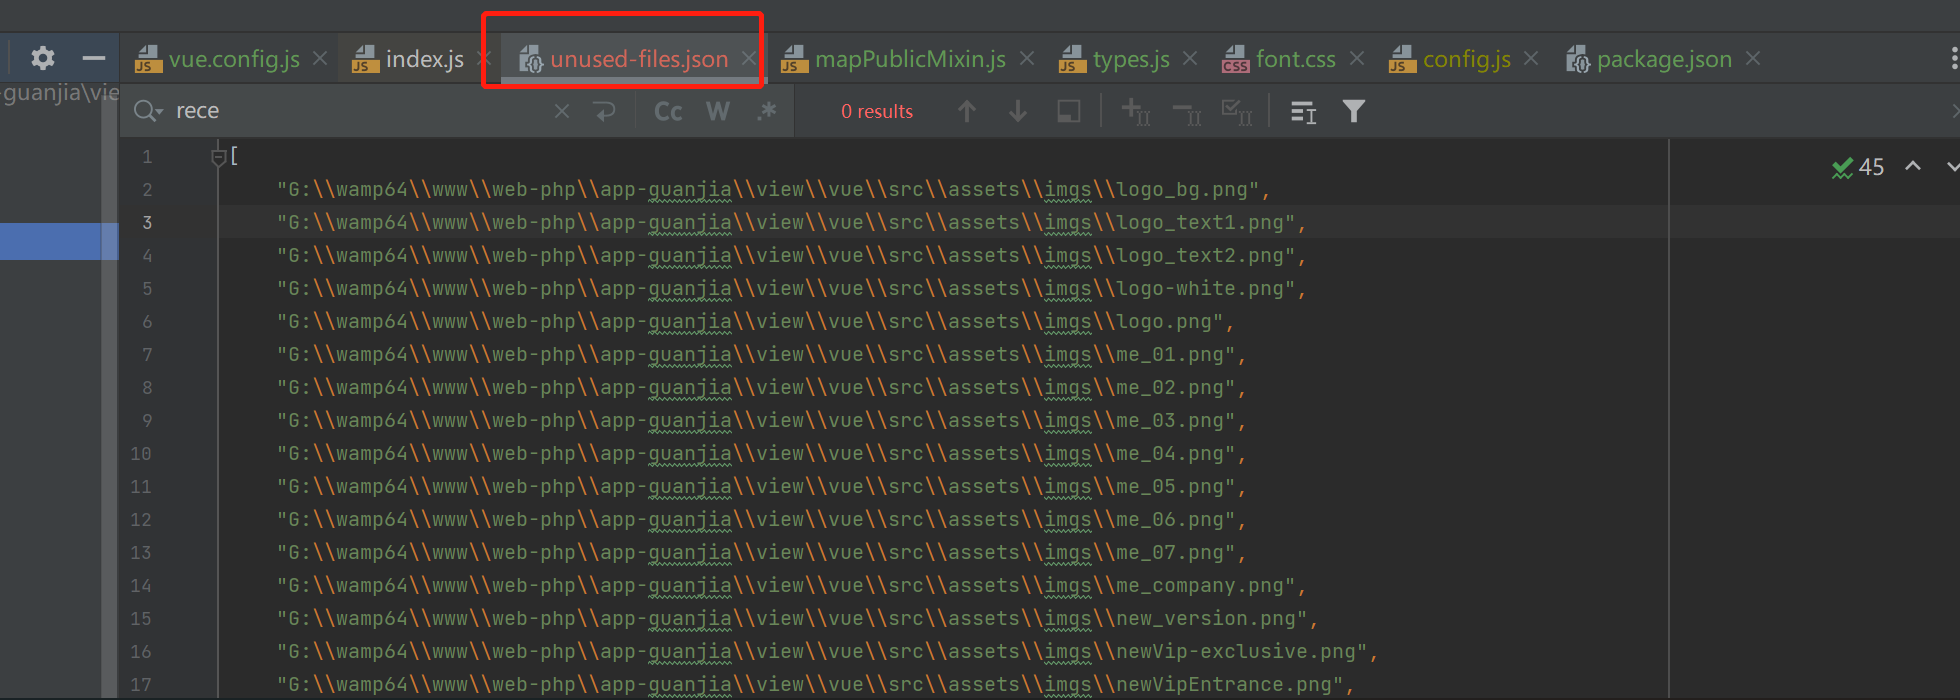 vue.config.js index.js unused-files.json mapPublicMixin.js types.js font.css config.js package.json
-guanjia\vie
rece Cc W .* 0 results
45
1 [
2 "G:\\wamp64\\www\\web-php\\app-guanjia\\view\\vue\\src\\assets\\imgs\\logo_bg.png",
3 "G:\\wamp64\\www\\web-php\\app-guanjia\\view\\vue\\src\\assets\\imgs\\logo_text1.png",
4 "G:\\wamp64\\www\\web-php\\app-guanjia\\view\\vue\\src\\assets\\imgs\\logo_text2.png",
5 "G:\\wamp64\\www\\web-php\\app-guanjia\\view\\vue\\src\\assets\\imgs\\logo-white.png",
6 "G:\\wamp64\\www\\web-php\\app-guanjia\\view\\vue\\src\\assets\\imgs\\logo.png",
7 "G:\\wamp64\\www\\web-php\\app-guanjia\\view\\vue\\src\\assets\\imgs\\me_01.png",
8 "G:\\wamp64\\www\\web-php\\app-guanjia\\view\\vue\\src\\assets\\imgs\\me_02.png",
9 "G:\\wamp64\\www\\web-php\\app-guanjia\\view\\vue\\src\\assets\\imgs\\me_03.png",
10 "G:\\wamp64\\www\\web-php\\app-guanjia\\view\\vue\\src\\assets\\imgs\\me_04.png",
11 "G:\\wamp64\\www\\web-php\\app-guanjia\\view\\vue\\src\\assets\\imgs\\me_05.png",
12 "G:\\wamp64\\www\\web-php\\app-guanjia\\view\\vue\\src\\assets\\imgs\\me_06.png",
13 "G:\\wamp64\\www\\web-php\\app-guanjia\\view\\vue\\src\\assets\\imgs\\me_07.png",
14 "G:\\wamp64\\www\\web-php\\app-guanjia\\view\\vue\\src\\assets\\imgs\\me_company.png",
15 "G:\\wamp64\\www\\web-php\\app-guanjia\\view\\vue\\src\\assets\\imgs\\new_version.png",
16 "G:\\wamp64\\www\\web-php\\app-guanjia\\view\\vue\\src\\assets\\imgs\\newVip-exclusive.png",
17 "G:\\wamp64\\www\\web-php\\app-guanjia\\view\\vue\\src\\assets\\imgs\\newVipEntrance.png",